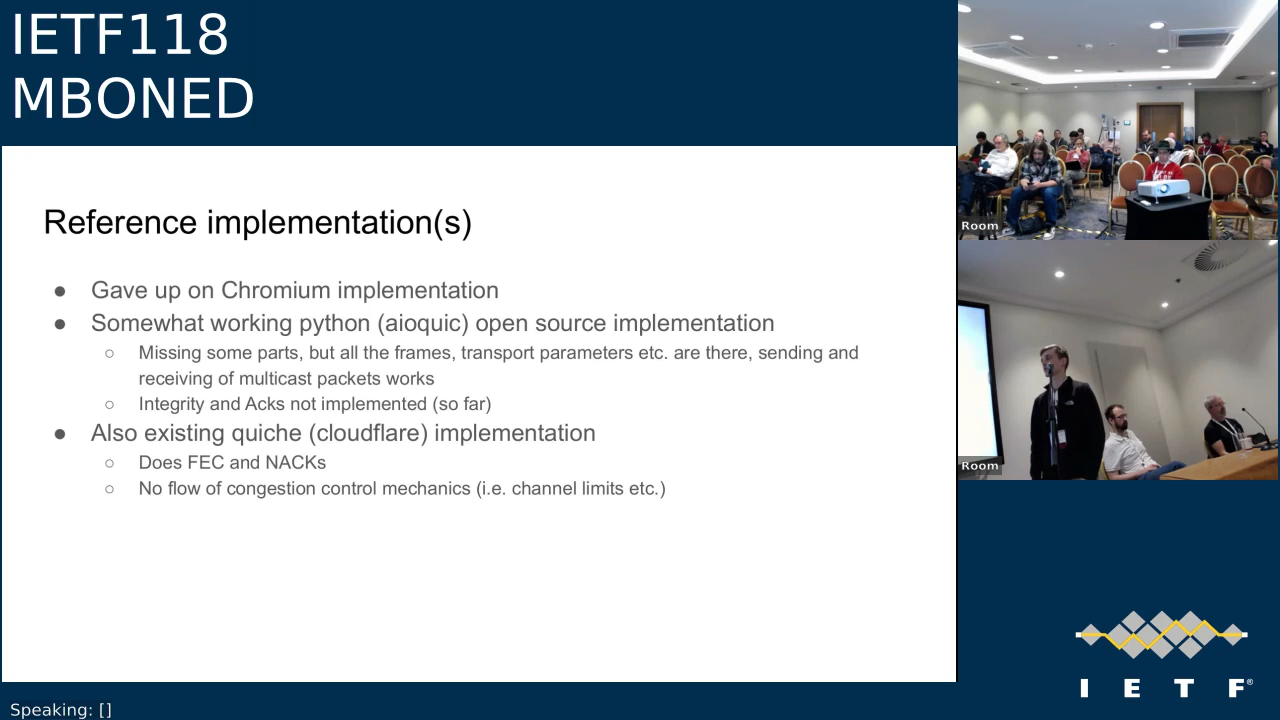 IETF118
MBONED
Reference implementation(s)
● Gave up on Chromium implementation
● Somewhat working python (aioquic) open source implementation
○ Missing some parts, but all the frames, transport parameters etc. are there, sending and
receiving of multicast packets works
○ Integrity and Acks not implemented (so far)
● Also existing quiche (cloudflare) implementation
○ Does FEC and NACKs
○ No flow of congestion control mechanics (i.e. channel limits etc.)
Room
Room
I E T F®
Speaking: []